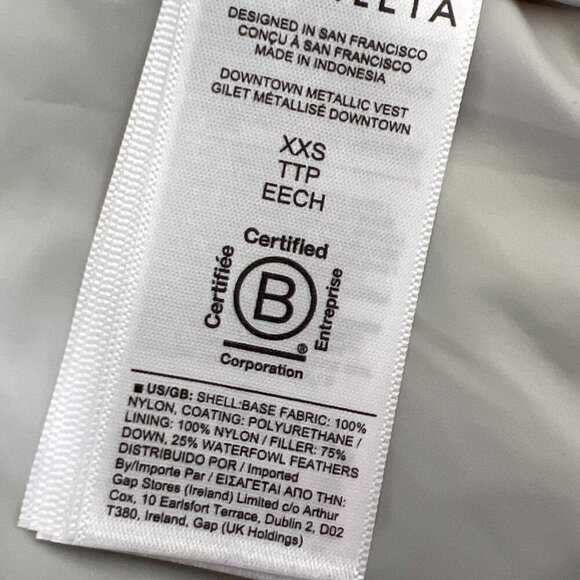 DESIGNED IN SAN FRANCISCO
CONÇU À SAN FRANCISCO
MADE IN INDONESIA
DOWNTOWN METALLIC VEST
GILET MÉTALLISÉ DOWNTOWN
XXS
TTP
EECH
Certified
Certifiée
B
Entreprise
®
Corporation
■ US/GB: SHELL:BASE FABRIC: 100%
NYLON, COATING: POLYURETHANE /
LINING: 100% NYLON / FILLER: 75%
DOWN, 25% WATERFOWL FEATHERS
DISTRIBUIDO POR / Imported
By/Importe Par / ΕΙΣΑΓΕΤΑΙ ΑΠΟ ΤΗΝ:
Gap Stores (Ireland) Limited c/o Arthur
Cox, 10 Earlsfort Terrace, Dublin 2, D02
T380, Ireland, Gap (UK Holdings)